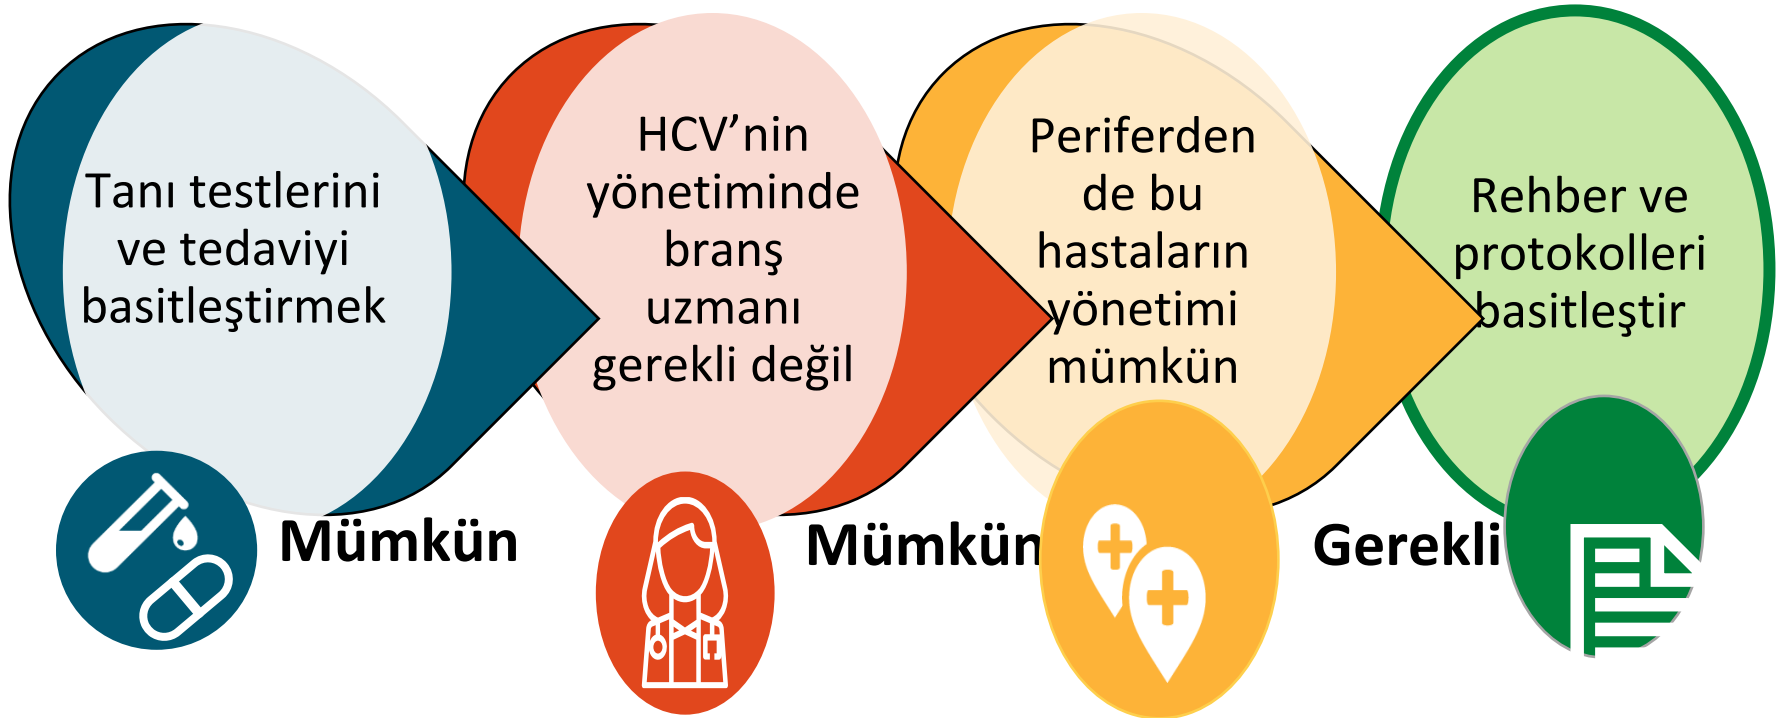 Tanı testlerini
ve tedaviyi
basitleştirmek
HCV’nin
yönetiminde
branş
uzmanı
gerekli değil
Periferden
de bu
hastaların
yönetimi
mümkün
Rehber ve
protokolleri
basitleştir
Mümkün
Mümkün
Gerekli